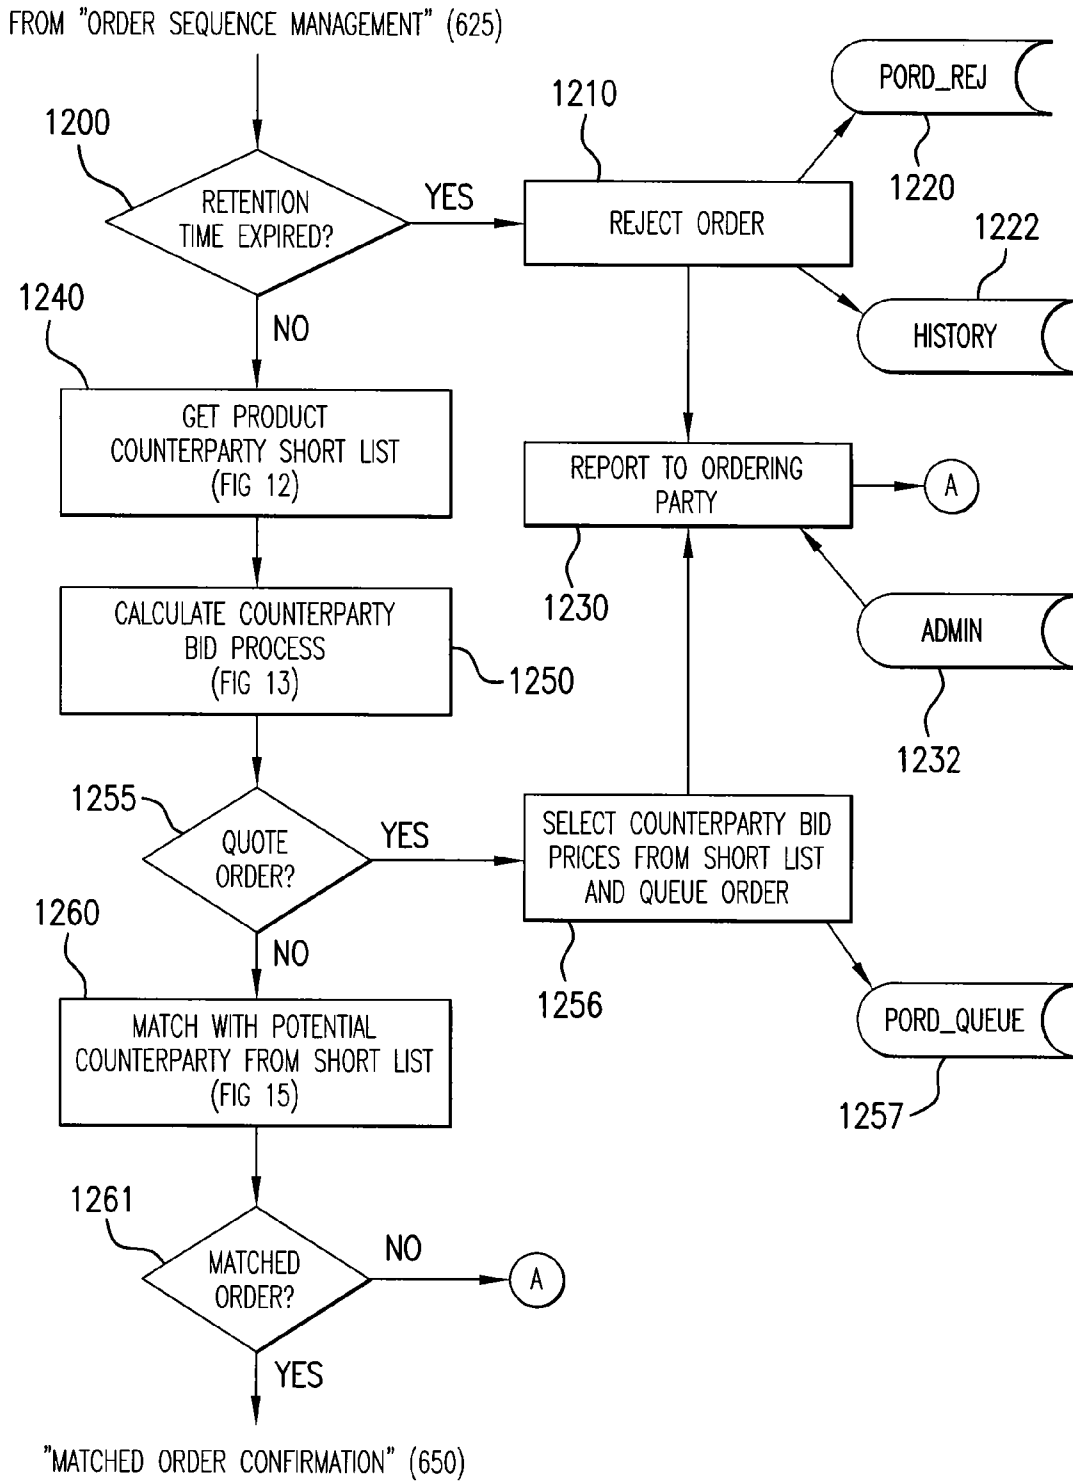 FROM "ORDER SEQUENCE MANAGEMENT" (625)
1200
RETENTION
TIME EXPIRED?
YES
1210
REJECT ORDER
PORD_REJ
1220
1222
HISTORY
NO
1240
GET PRODUCT
COUNTERPARTY SHORT LIST
(FIG 12)
REPORT TO ORDERING
PARTY
A
1230
ADMIN
1232
CALCULATE COUNTERPARTY
BID PROCESS
(FIG 13)
1250
1255
QUOTE
ORDER?
YES
SELECT COUNTERPARTY BID
PRICES FROM SHORT LIST
AND QUEUE ORDER
1256
PORD_QUEUE
1257
NO
1260
MATCH WITH POTENTIAL
COUNTERPARTY FROM SHORT LIST
(FIG 15)
1261
MATCHED
ORDER?
NO
A
YES
"MATCHED ORDER CONFIRMATION" (650)